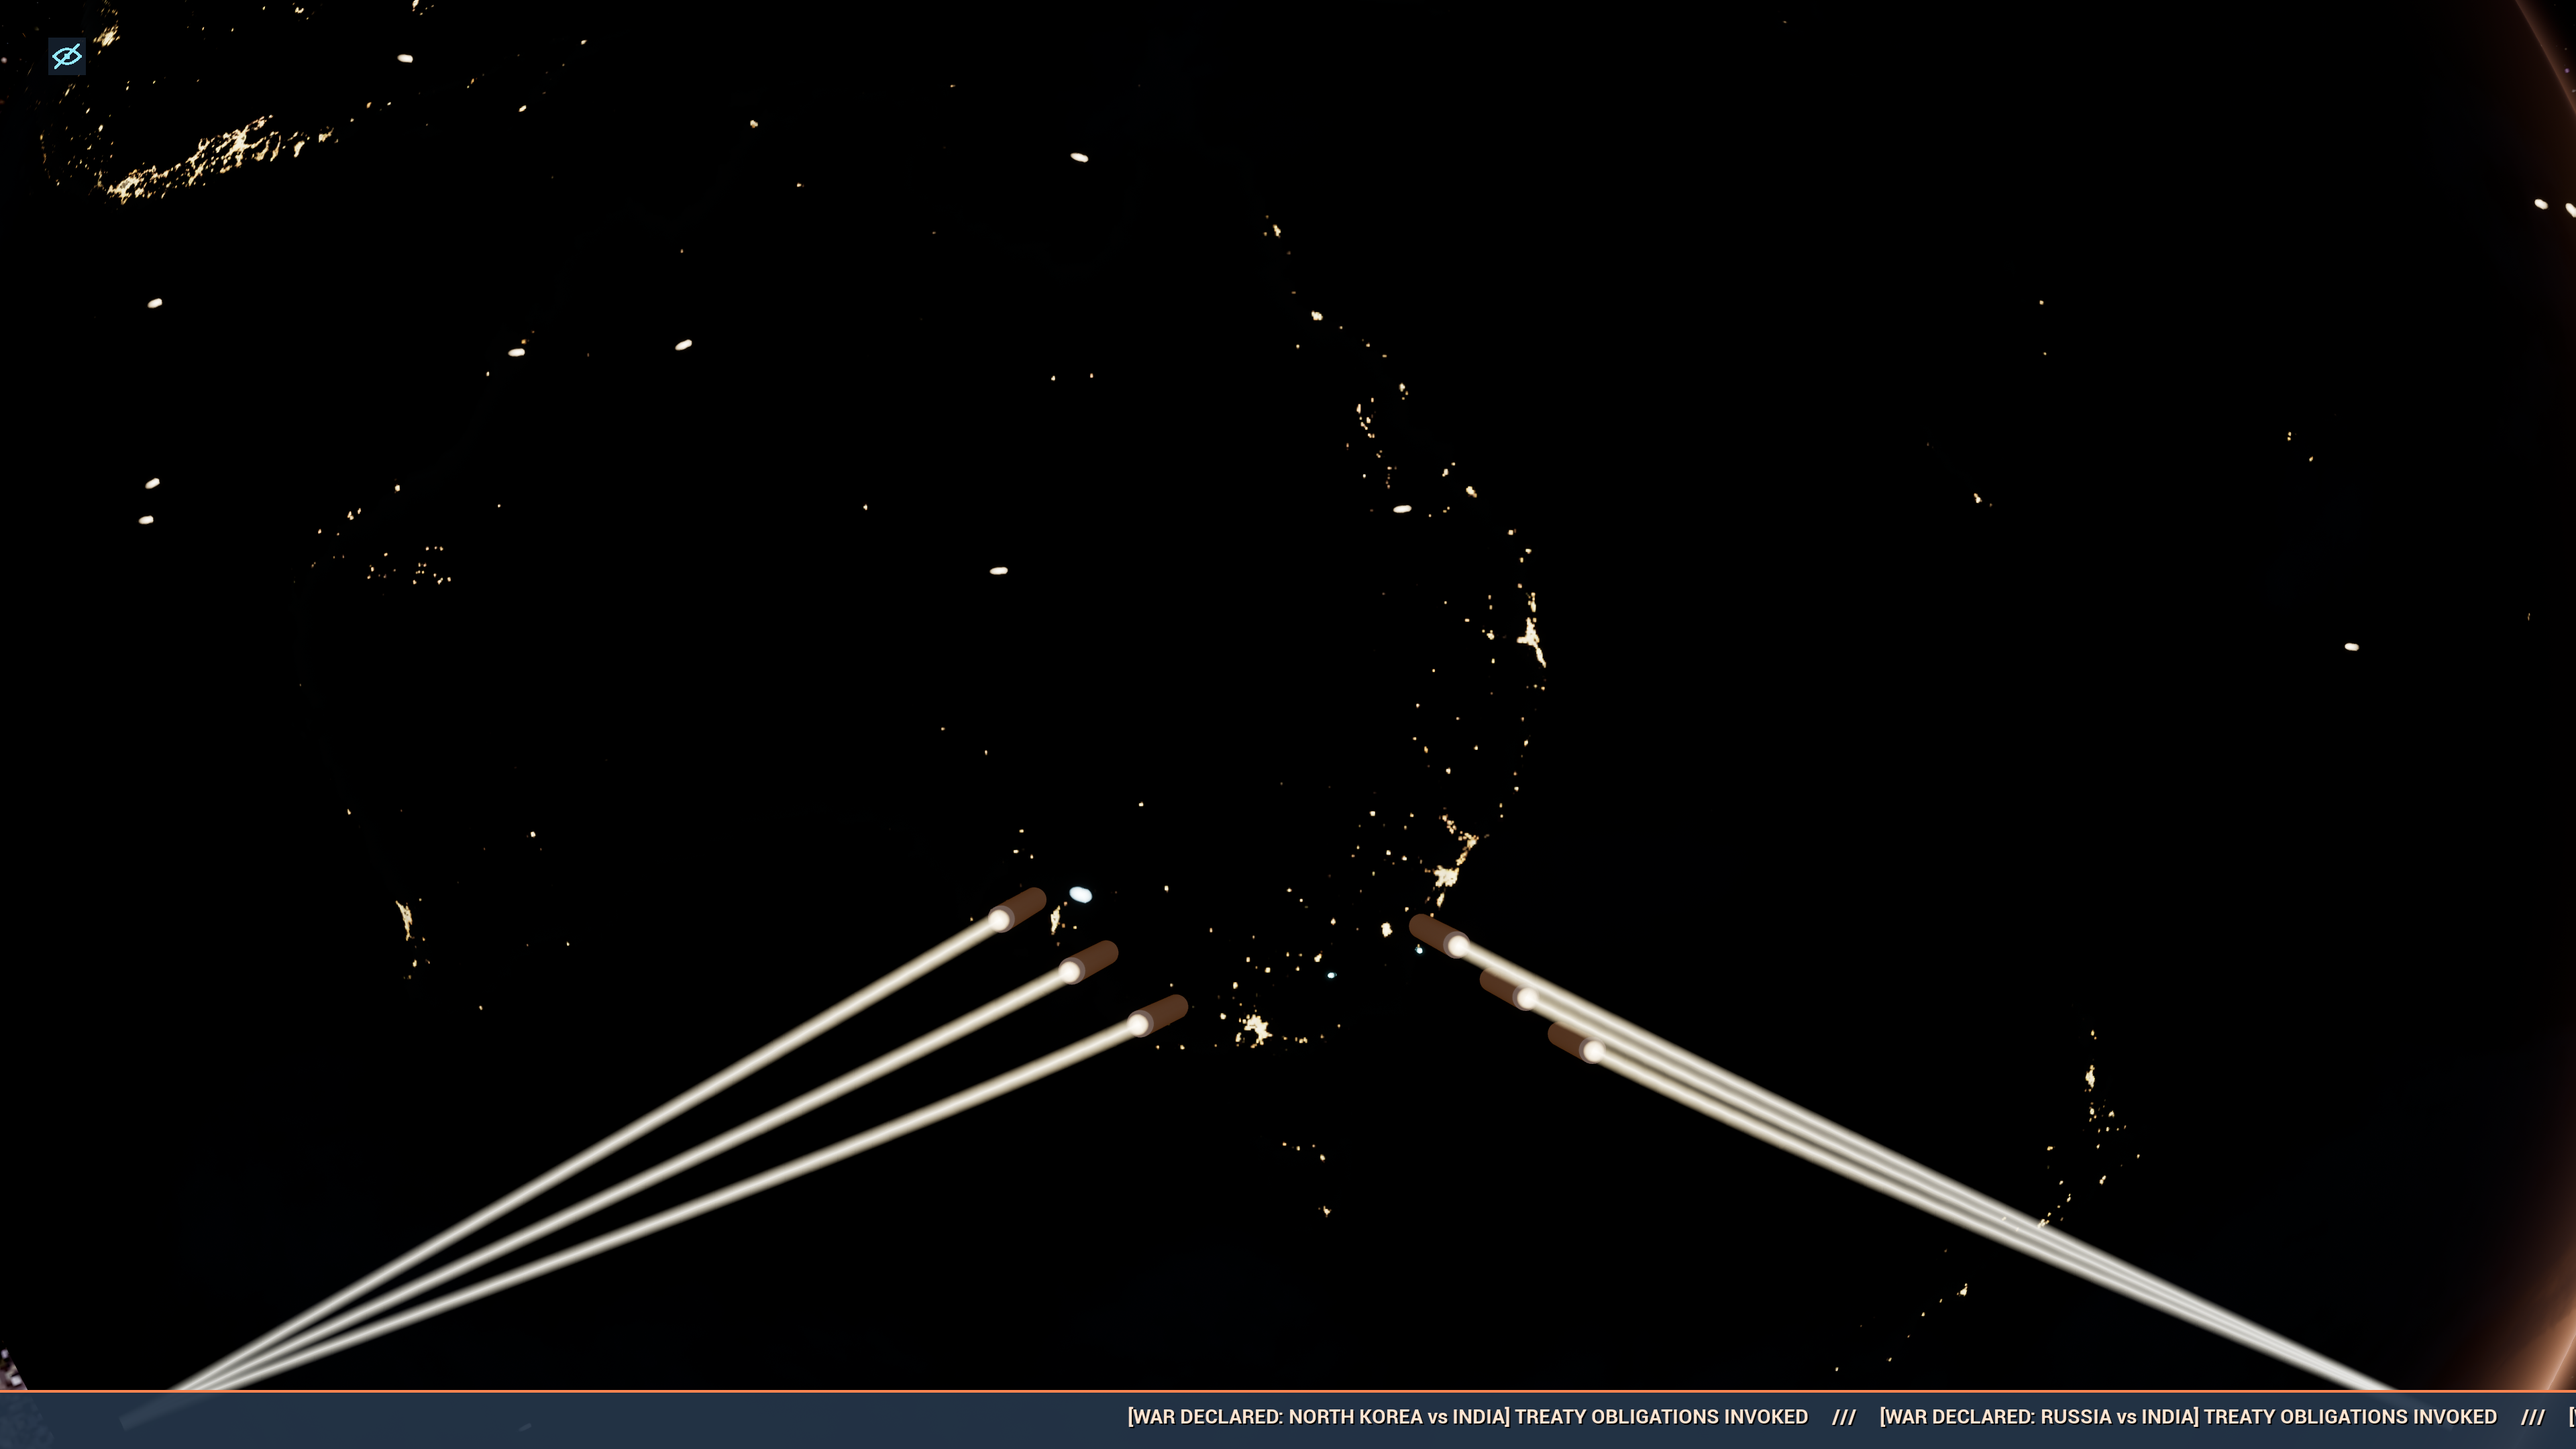 [WAR DECLARED: NORTH KOREA vs INDIA] TREATY OBLIGATIONS INVOKED /// [WAR DECLARED: RUSSIA vs INDIA] TREATY OBLIGATIONS INVOKED /// [